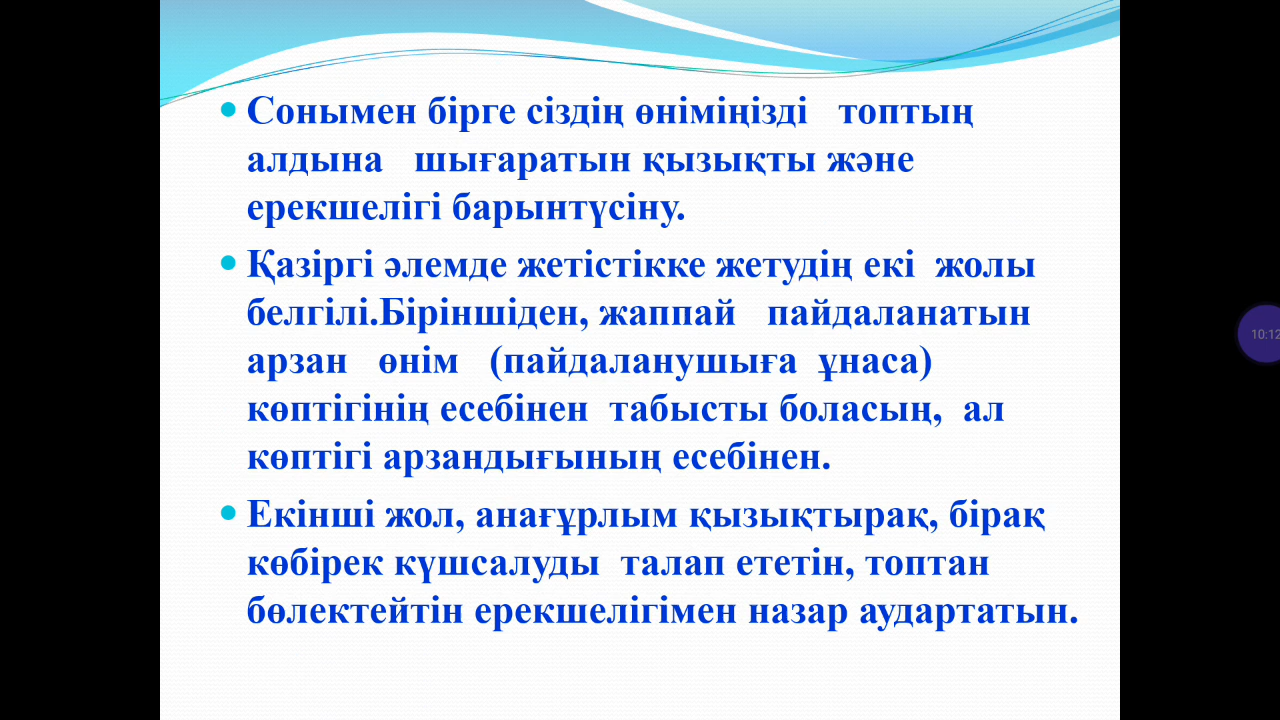 Сонымен бірге сіздің өніміңізді топтың
алдына шығаратын қызықты және
ерекшелігі барынтүсіну.
Қазіргі әлемде жетістікке жетудің екі жолы
белгілі.Біріншіден, жаппай пайдаланатын
арзан өнім (пайдаланушыға ұнаса)
көптігінің есебінен табысты боласың, ал
көптігі арзандығының есебінен.
Екінші жол, анағұрлым қызықтырақ, бірақ
көбірек күшсалуды талап ететін, топтан
бөлектейтін ерекшелігімен назар аудартатын.
10:12